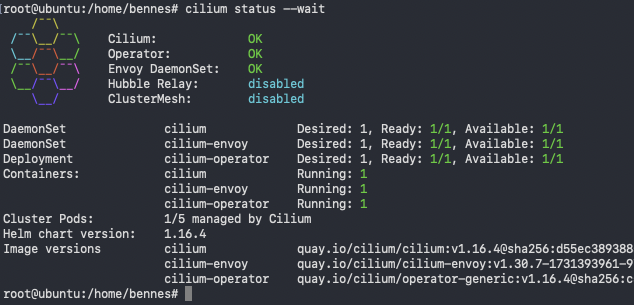 root@ubuntu:/home/bennes# cilium status --wait
Cilium: OK
Operator: OK
Envoy DaemonSet: OK
Hubble Relay: disabled
ClusterMesh: disabled
DaemonSet cilium Desired: 1, Ready: 1/1, Available: 1/1
DaemonSet cilium-envoy Desired: 1, Ready: 1/1, Available: 1/1
Deployment cilium-operator Desired: 1, Ready: 1/1, Available: 1/1
Containers: cilium Running: 1
cilium-envoy Running: 1
cilium-operator Running: 1
Cluster Pods: 1/5 managed by Cilium
Helm chart version: 1.16.4
Image versions cilium quay.io/cilium/cilium:v1.16.4@sha256:d55ec389388
cilium-envoy quay.io/cilium/cilium-envoy:v1.30.7-1731393961-9
cilium-operator quay.io/cilium/operator-generic:v1.16.4@sha256:c
root@ubuntu:/home/bennes#